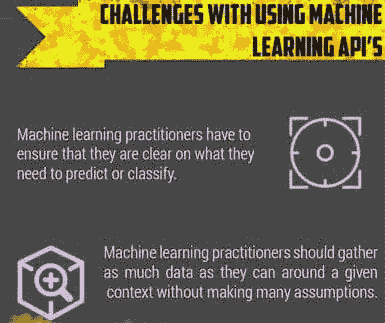 CHALLENGES WITH USING MACHINE
LEARNING API'S
Machine learning practitioners have to
ensure that they are clear on what they
need to predict or classify.
Machine learning practitioners should gather
as much data as they can around a given
context without making many assumptions.